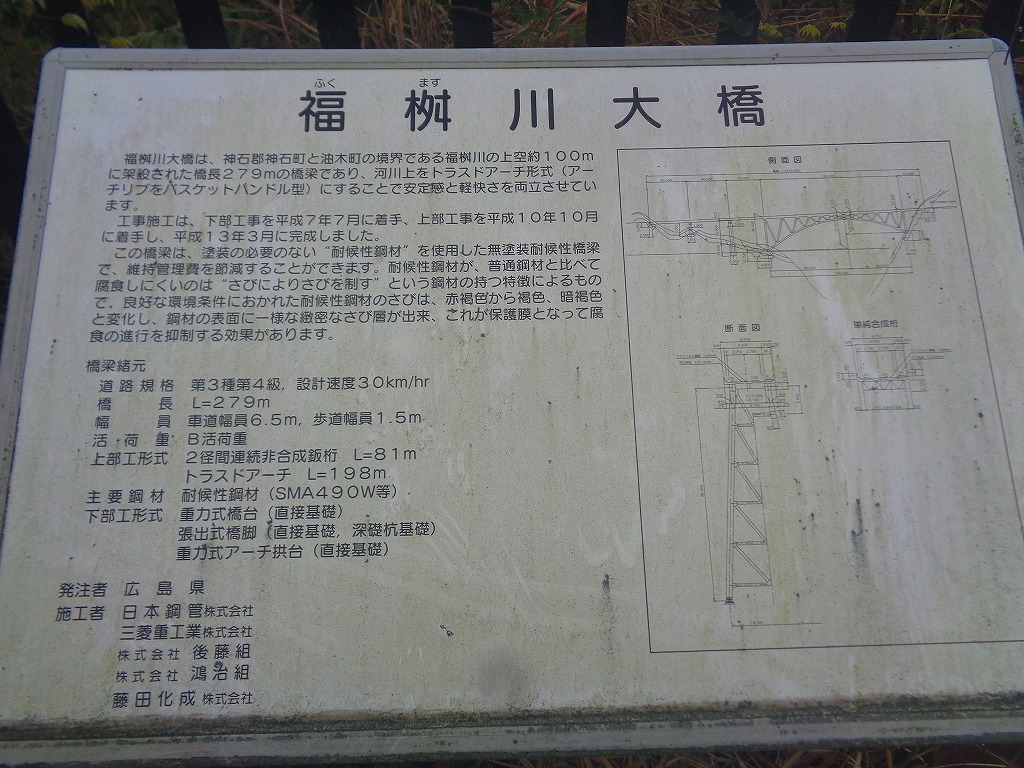 ふく ます
福桝川大橋
福桝川大橋は、神石郡神石町と油木町の境界である福桝川の上空約100m
に架設された橋長279mの橋梁であり、河川上をトラスドアーチ形式（アー
チリブをバスケットハンドル型）にすることで安定感と軽快さを両立させてい
ます。
工事施工は、下部工事を平成7年7月に着手、上部工事を平成10年10月
に着手し、平成13年3月に完成しました。
この橋梁は、塗装の必要のない“耐候性鋼材”を使用した無塗装耐候性橋梁
で、維持管理費を節減することができます。耐候性鋼材が、普通鋼材と比べて
腐食しにくいのは“さびによりさびを制す”という鋼材の持つ特徴によるもの
で、良好な環境条件におかれた耐候性鋼材のさびは、赤褐色から褐色、暗褐色
と変化し、鋼材の表面に一様な緻密なさび層が出来、これが保護膜となって腐
食の進行を抑制する効果があります。
橋梁緒元
道路規格 第3種第4級，設計速度30km/hr
橋長 L=279m
幅員 車道幅員6.5m，歩道幅員1.5m
活荷重 B活荷重
上部工形式 2径間連続非合成鈑桁 L=81m
トラスドアーチ L=198m
主要鋼材 耐候性鋼材（SMA490W等）
下部工形式 重力式橋台（直接基礎）
張出式橋脚（直接基礎，深礎杭基礎）
重力式アーチ拱台（直接基礎）
発注者 広島県
施工者 日本鋼管株式会社
三菱重工業株式会社
株式会社 後藤組
株式会社 鴻治組
藤田化成株式会社
側面図
断面図
単純合成桁